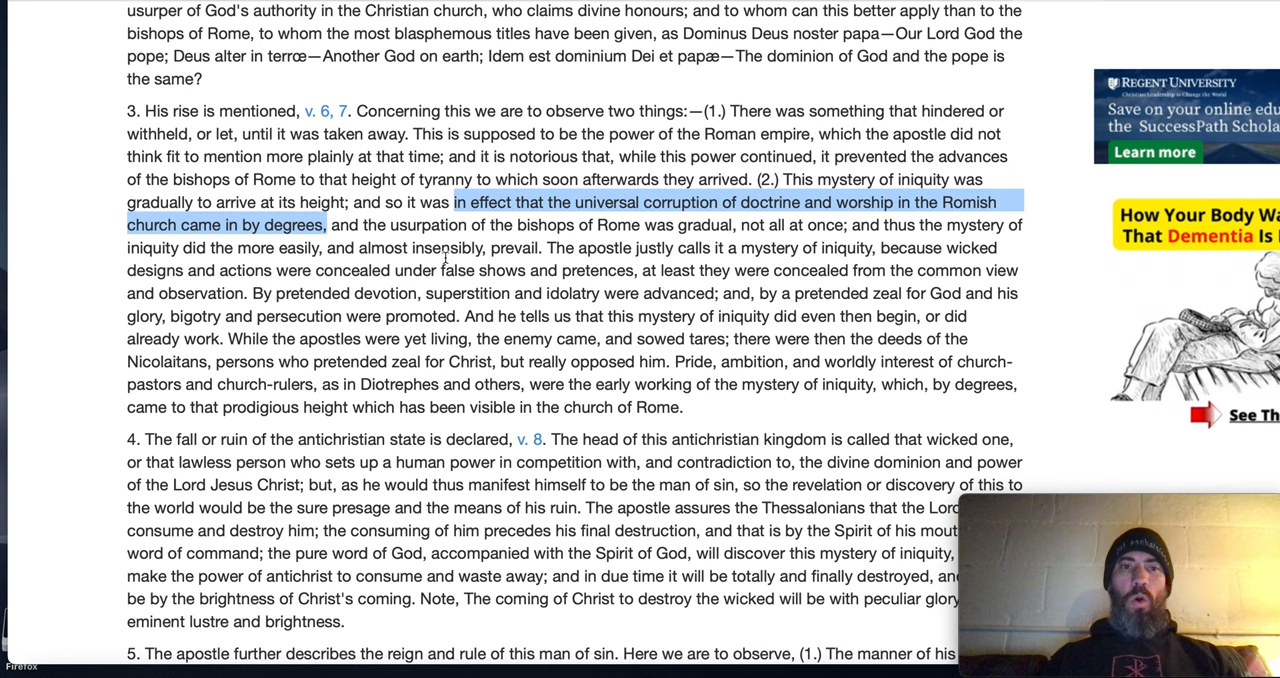 usurper of God's authority in the Christian church, who claims divine honours; and to whom can this better apply than to the
bishops of Rome, to whom the most blasphemous titles have been given, as Dominus Deus noster papa—Our Lord God the
pope; Deus alter in terrœ—Another God on earth; Idem est dominium Dei et papæ—The dominion of God and the pope is
the same?
3. His rise is mentioned, v. 6, 7. Concerning this we are to observe two things:—(1.) There was something that hindered or
withheld, or let, until it was taken away. This is supposed to be the power of the Roman empire, which the apostle did not
think fit to mention more plainly at that time; and it is notorious that, while this power continued, it prevented the advances
of the bishops of Rome to that height of tyranny to which soon afterwards they arrived. (2.) This mystery of iniquity was
gradually to arrive at its height; and so it was in effect that the universal corruption of doctrine and worship in the Romish
church came in by degrees, and the usurpation of the bishops of Rome was gradual, not all at once; and thus the mystery of
iniquity did the more easily, and almost insensibly, prevail. The apostle justly calls it a mystery of iniquity, because wicked
designs and actions were concealed under false shows and pretences, at least they were concealed from the common view
and observation. By pretended devotion, superstition and idolatry were advanced; and, by a pretended zeal for God and his
glory, bigotry and persecution were promoted. And he tells us that this mystery of iniquity did even then begin, or did
already work. While the apostles were yet living, the enemy came, and sowed tares; there were then the deeds of the
Nicolaitans, persons who pretended zeal for Christ, but really opposed him. Pride, ambition, and worldly interest of church-
pastors and church-rulers, as in Diotrephes and others, were the early working of the mystery of iniquity, which, by degrees,
came to that prodigious height which has been visible in the church of Rome.
4. The fall or ruin of the antichristian state is declared, v. 8. The head of this antichristian kingdom is called that wicked one,
or that lawless person who sets up a human power in competition with, and contradiction to, the divine dominion and power
of the Lord Jesus Christ; but, as he would thus manifest himself to be the man of sin, so the revelation or discovery of this to
the world would be the sure presage and the means of his ruin. The apostle assures the Thessalonians that the Lord
consume and destroy him; the consuming of him precedes his final destruction, and that is by the Spirit of his mout
word of command; the pure word of God, accompanied with the Spirit of God, will discover this mystery of iniquity,
make the power of antichrist to consume and waste away; and in due time it will be totally and finally destroyed, and
be by the brightness of Christ's coming. Note, The coming of Christ to destroy the wicked will be with peculiar glory
eminent lustre and brightness.
5. The apostle further describes the reign and rule of this man of sin. Here we are to observe, (1.) The manner of his
REGENT UNIVERSITY
Christian Leadership to Change the World
Save on your online edu
the SuccessPath Schola
Learn more
How Your Body Wa
That Dementia Is
See Th
Firefox